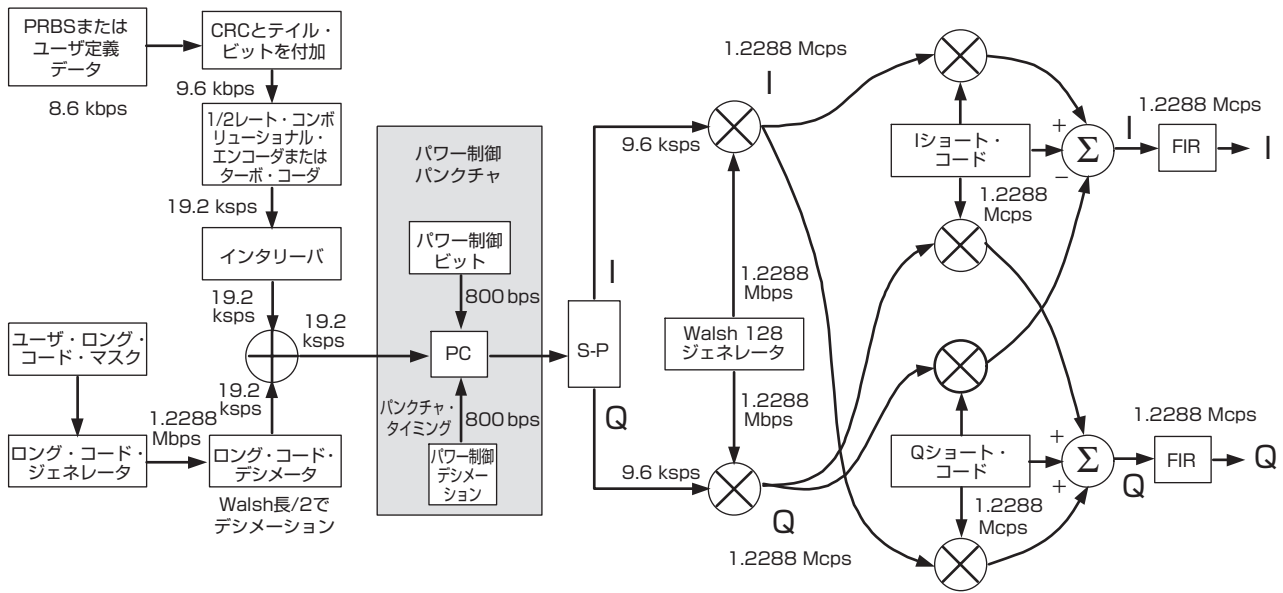 PRBSまたは
ユーザ定義
データ
8.6 kbps
CRCとテイル・
ビットを付加
9.6 kbps
1/2レート・コンボ
リューショナル・
エンコーダまたは
ターボ・コーダ
19.2 ksps
インタリーバ
19.2
ksps
19.2
ksps
19.2
ksps
ユーザ・ロング・
コード・マスク
ロング・コード・
ジェネレータ
1.2288
Mbps
ロング・コード・
デシメータ
Walsh長/2で
デシメーション
パワー制御
パンクチャ
パワー制御
ビット
800 bps
PC
パンクチャ・
タイミング
800 bps
パワー制御
デシメー
ション
S-P
I
Q
9.6 ksps
9.6 ksps
1.2288 Mcps
I
1.2288
Mbps
Walsh 128
ジェネレータ
1.2288
Mbps
Q
1.2288 Mcps
Iショート・
コード
1.2288
Mcps
Qショート・
コード
1.2288
Mcps
+
Σ
−
I
1.2288 Mcps
FIR
I
+
Σ
+
Q
1.2288 Mcps
FIR
Q